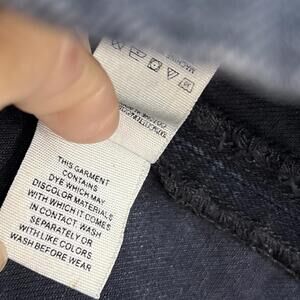 MACHINE
THIS GARMENT
CONTAINS
DYE WHICH MAY
DISCOLOR MATERIALS
WITH WHICH IT COMES
IN CONTACT. WASH
SEPARATELY OR
WITH LIKE COLORS.
WASH BEFORE WEAR